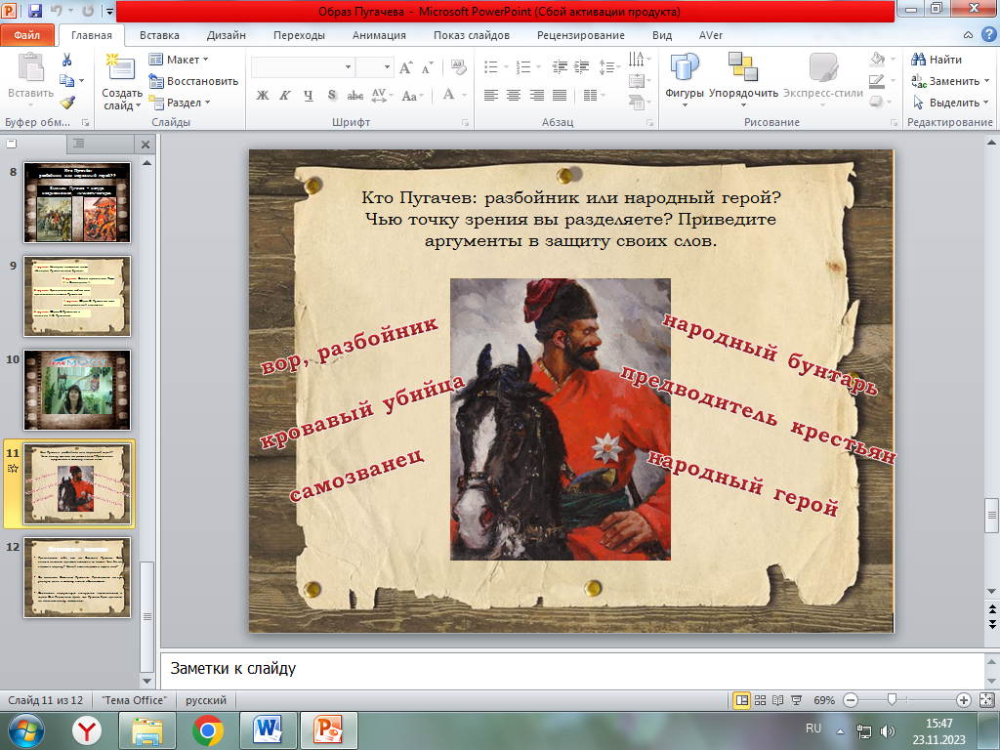 Образ Пугачева - Microsoft PowerPoint (Сбой активации продукта)
Файл Главная Вставка Дизайн Переходы Анимация Показ слайдов Рецензирование Вид AVer
Вставить
Буфер обм...
Создать слайд
Макет
Восстановить
Раздел
Слайды
Ж К Ч S abc AV Aa A
Шрифт
Абзац
Фигуры Упорядочить Экспресс-стили
Рисование
Найти
Заменить
Выделить
Редактирование
8
9
10
11
12
Кто Пугачев: разбойник или народный герой?
Чью точку зрения вы разделяете? Приведите
аргументы в защиту своих слов.
вор, разбойник
кровавый убийца
самозванец
народный бунтарь
предводитель крестьян
народный герой
Заметки к слайду
Слайд 11 из 12 "Тема Office" русский 69%
RU 15:47
23.11.2023